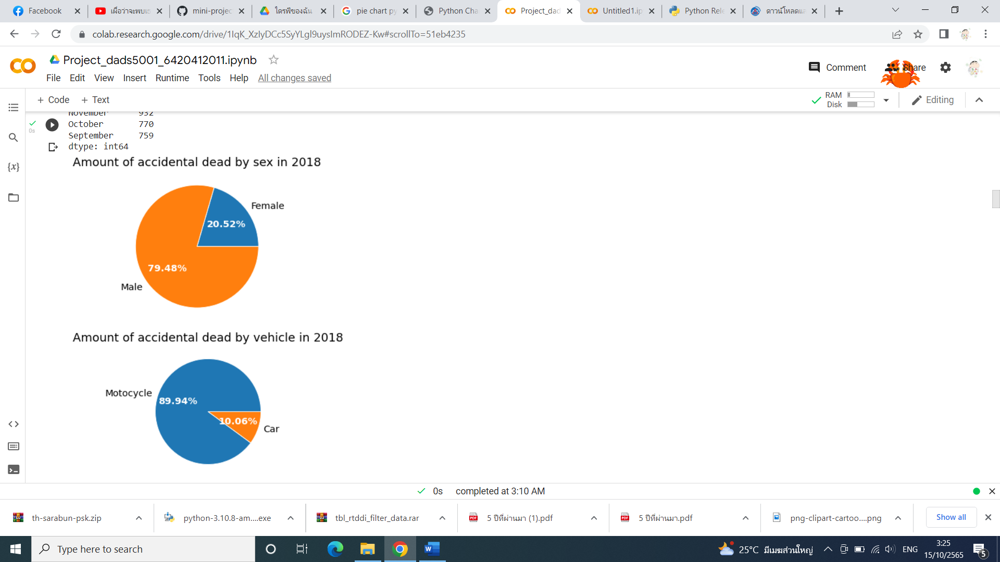 Facebook
เผื่อว่าจะพบเธ
mini-projec
ไดรฟ์ของฉัน
pie chart py
Python Cha
Project_dad
Untitled1.ip
Python Rele
ดาวน์โหลดแล
colab.research.google.com/drive/1IqK_XzIyDCc5SyYLgl9uysImRODEZ-Kw#scrollTo=51eb4235
Project_dads5001_6420412011.ipynb
Comment
Share
File Edit View Insert Runtime Tools Help All changes saved
+ Code + Text
RAM
Disk
Editing
November 932
October 770
0s
September 759
dtype: int64
{x}
Amount of accidental dead by sex in 2018
Female
20.52%
79.48%
Male
Amount of accidental dead by vehicle in 2018
Motocycle
89.94%
10.06%
Car
0s completed at 3:10 AM
th-sarabun-psk.zip
python-3.10.8-am....exe
tbl_rtddi_filter_data.rar
PDF
5 ปีที่ผ่านมา (1).pdf
PDF
5 ปีที่ผ่านมา.pdf
png-clipart-cartoo....png
Show all
Type here to search
25°C มีเมฆส่วนใหญ่
ENG
3:25
15/10/2565
5